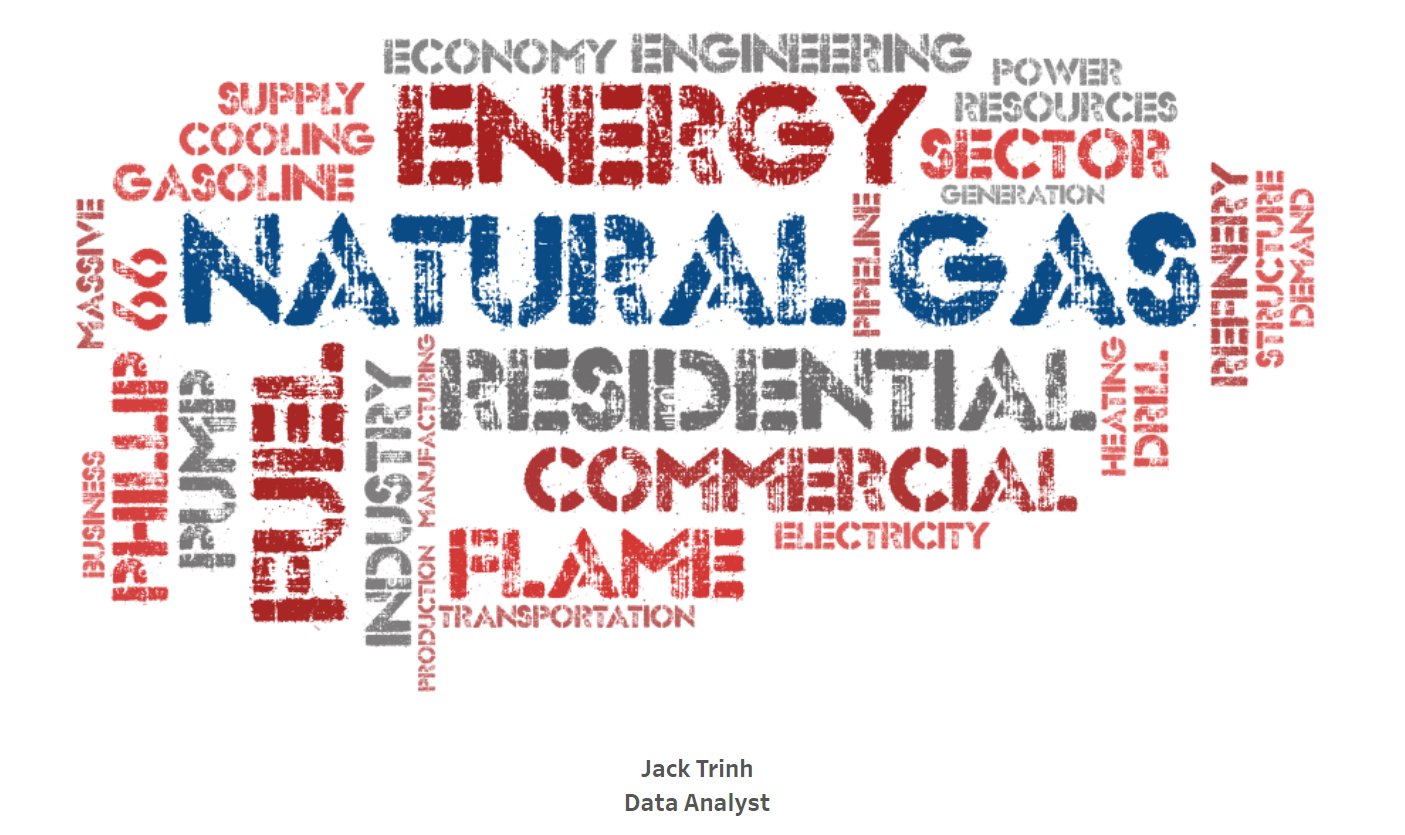 ECONOMY
ENGINEERING
POWER
SUPPLY
ENERGY
RESOURCES
COOLING
SECTOR
GASOLINE
GENERATION
MASSIVE
66
NATURAL GAS
PIPELINE
REFINERY
STRUCTURE
DEMAND
PHILLIP
PUMP
FUEL
INDUSTRY
MANUFACTURING
RESIDENTIAL
HEATING
DRILL
BUSINESS
COMMERCIAL
FLAME
ELECTRICITY
PRODUCTION
TRANSPORTATION
Jack Trinh
Data Analyst